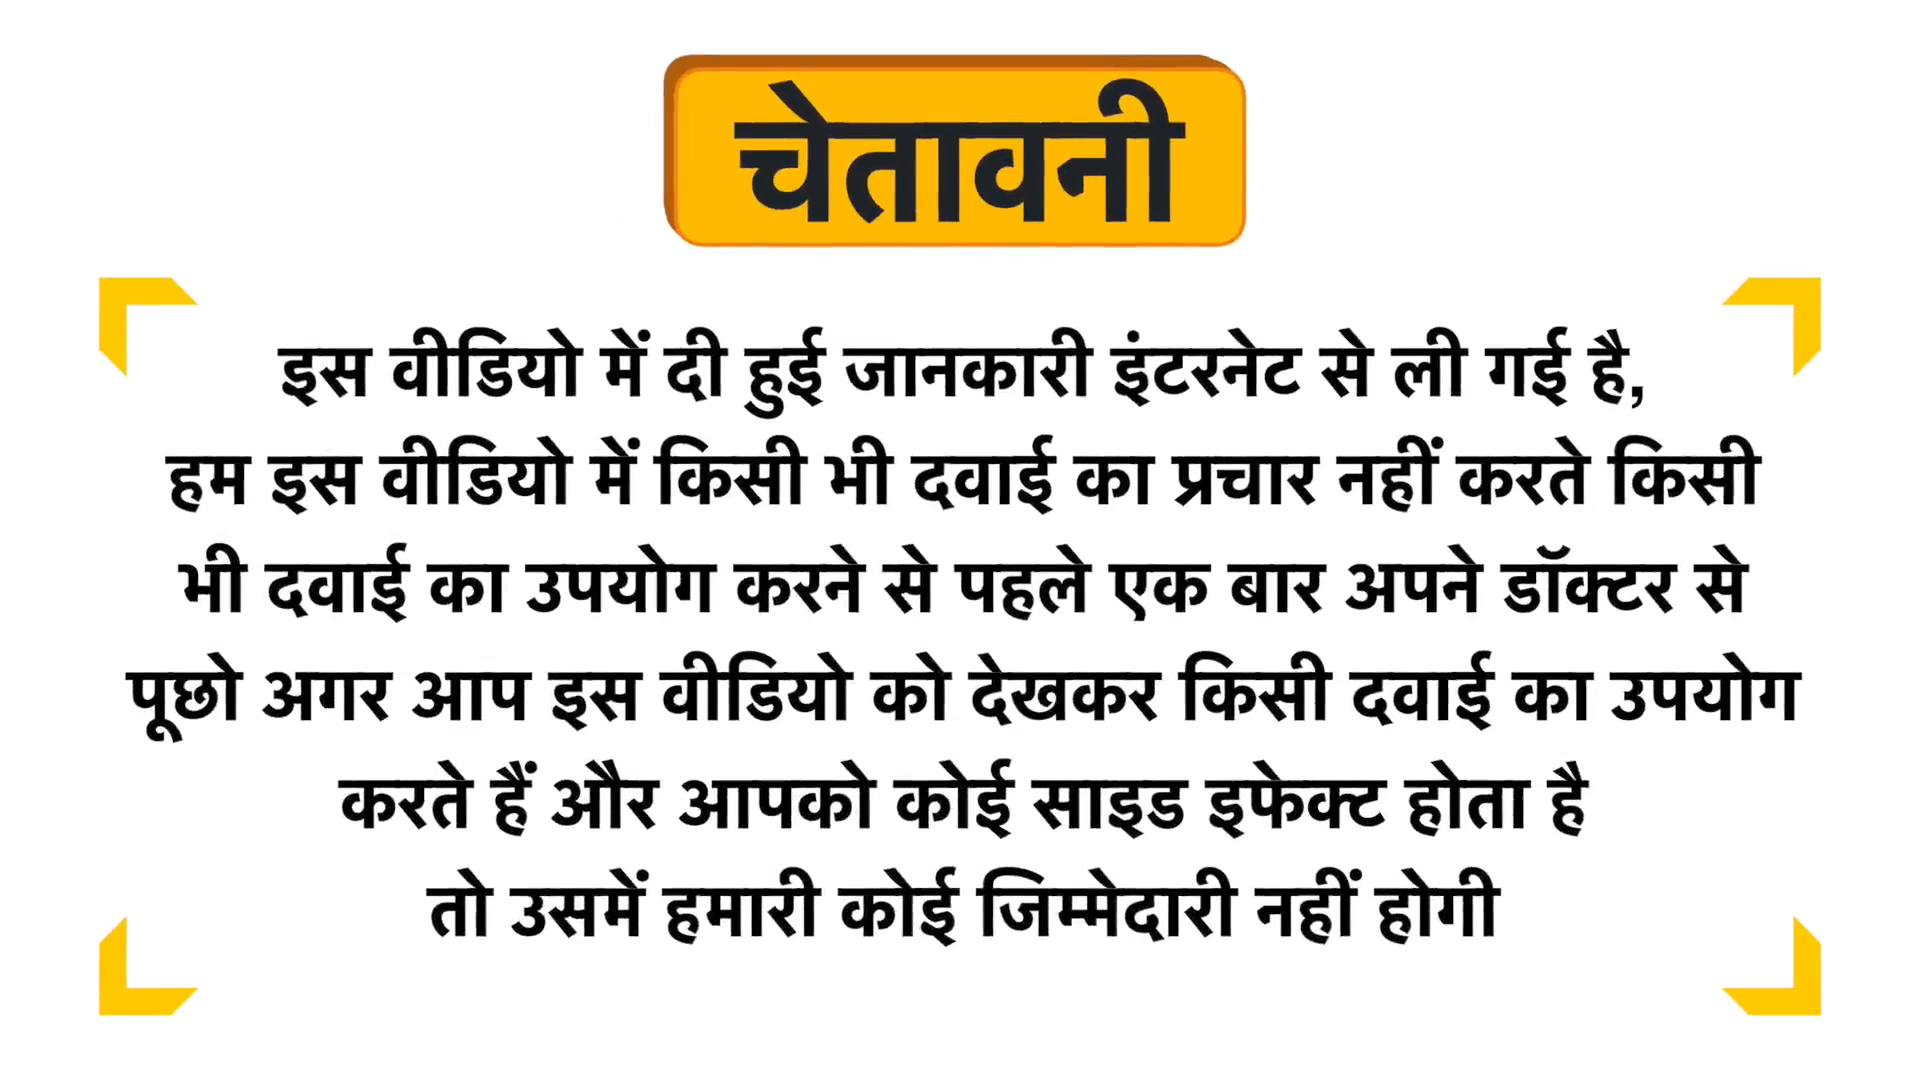 चेतावनी
इस वीडियो में दी हुई जानकारी इंटरनेट से ली गई है,
हम इस वीडियो में किसी भी दवाई का प्रचार नहीं करते किसी
भी दवाई का उपयोग करने से पहले एक बार अपने डॉक्टर से
पूछो अगर आप इस वीडियो को देखकर किसी दवाई का उपयोग
करते हैं और आपको कोई साइड इफेक्ट होता है
तो उसमें हमारी कोई जिम्मेदारी नहीं होगी